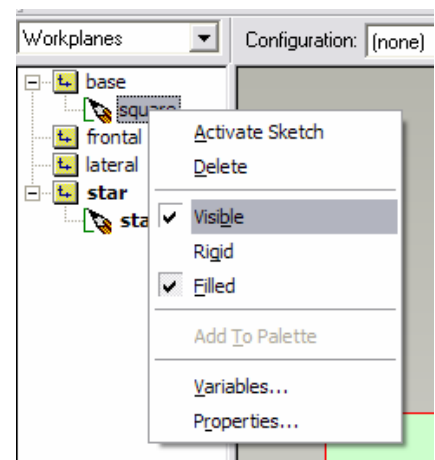 Workplanes Configuration: (none)
base
square
frontal
lateral
star
Activate Sketch
Delete
Visible
Rigid
Filled
Add To Palette
Variables...
Properties...